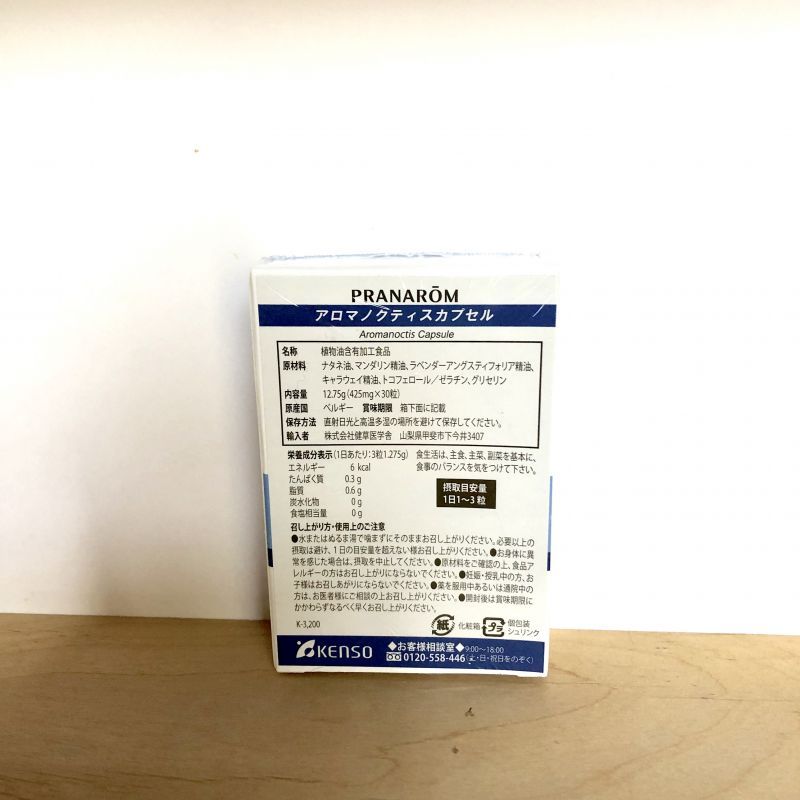 PRANARŌM
アロマノクティスカプセル
Aromanoctis Capsule
名称 植物油含有加工食品
原材料 ナタネ油、マンダリン精油、ラベンダーアングスティフォリア精油、
キャラウェイ精油、トコフェロール／ゼラチン、グリセリン
内容量 12.75g（425mg×30粒）
原産国 ベルギー 賞味期限 箱下面に記載
保存方法 直射日光と高温多湿の場所を避けて保存してください。
輸入者 株式会社健草医学舎 山梨県甲斐市下今井3407
栄養成分表示（1日あたり：3粒1.275g）
エネルギー 6 kcal
たんぱく質 0.3 g
脂質 0.6 g
炭水化物 0 g
食塩相当量 0 g
食生活は、主食、主菜、副菜を基本に、
食事のバランスを気をつけて下さい。
摂取目安量
1日1〜3 粒
召し上がり方・使用上のご注意
●水またはぬるま湯で噛まずにそのままお召し上がりください。必要以上の
摂取は避け、1日の目安量を超えない様お召し上がりください。●お身体に異
常を感じた場合は、摂取を中止してください。●原材料をご確認の上、食品ア
レルギーの方はお召し上がりにならないでください。●妊娠・授乳中の方、お
子様はお召しあがりにならないでください。●薬を服用中あるいは通院中の
方は、お医者様にご相談の上お召し上がりください。●開封後は賞味期限に
かかわらずなるべく早くお召し上がりください。
K-3,200
紙 化粧箱 プラ 個包装
シュリンク
KENSO
◆お客様相談室◆ 9:00〜18:00
0120-558-446 （土・日・祝日をのぞく）